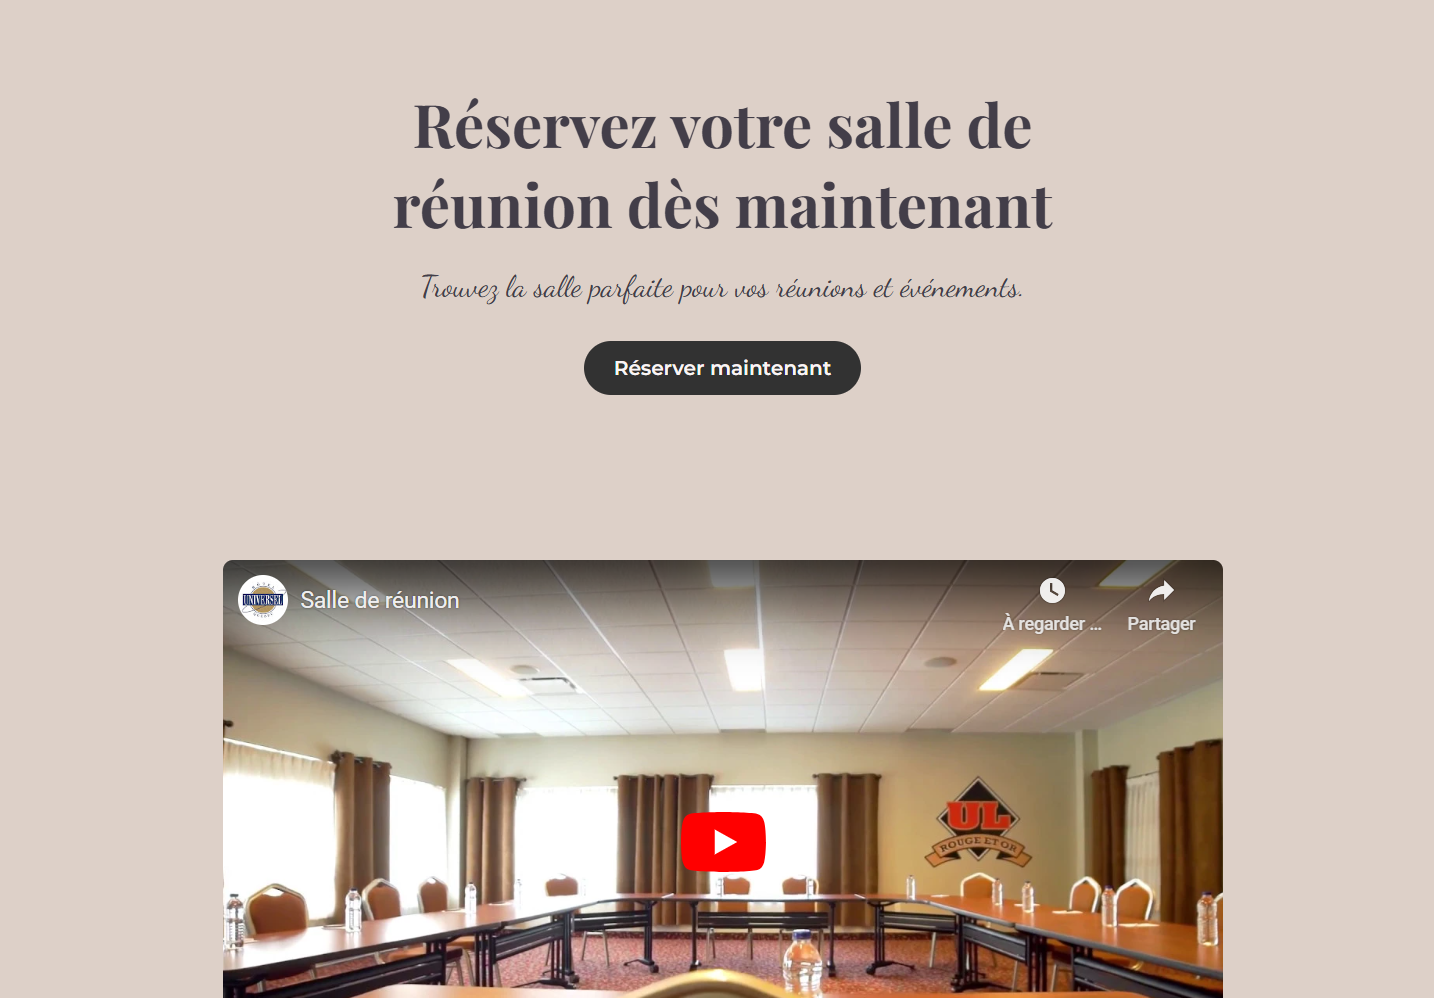 Réservez votre salle de
réunion dès maintenant
Trouvez la salle parfaite pour vos réunions et événements.
Réserver maintenant
UNIVERSEL
Salle de réunion
À regarder ...
Partager
UL
ROUGE ET OR